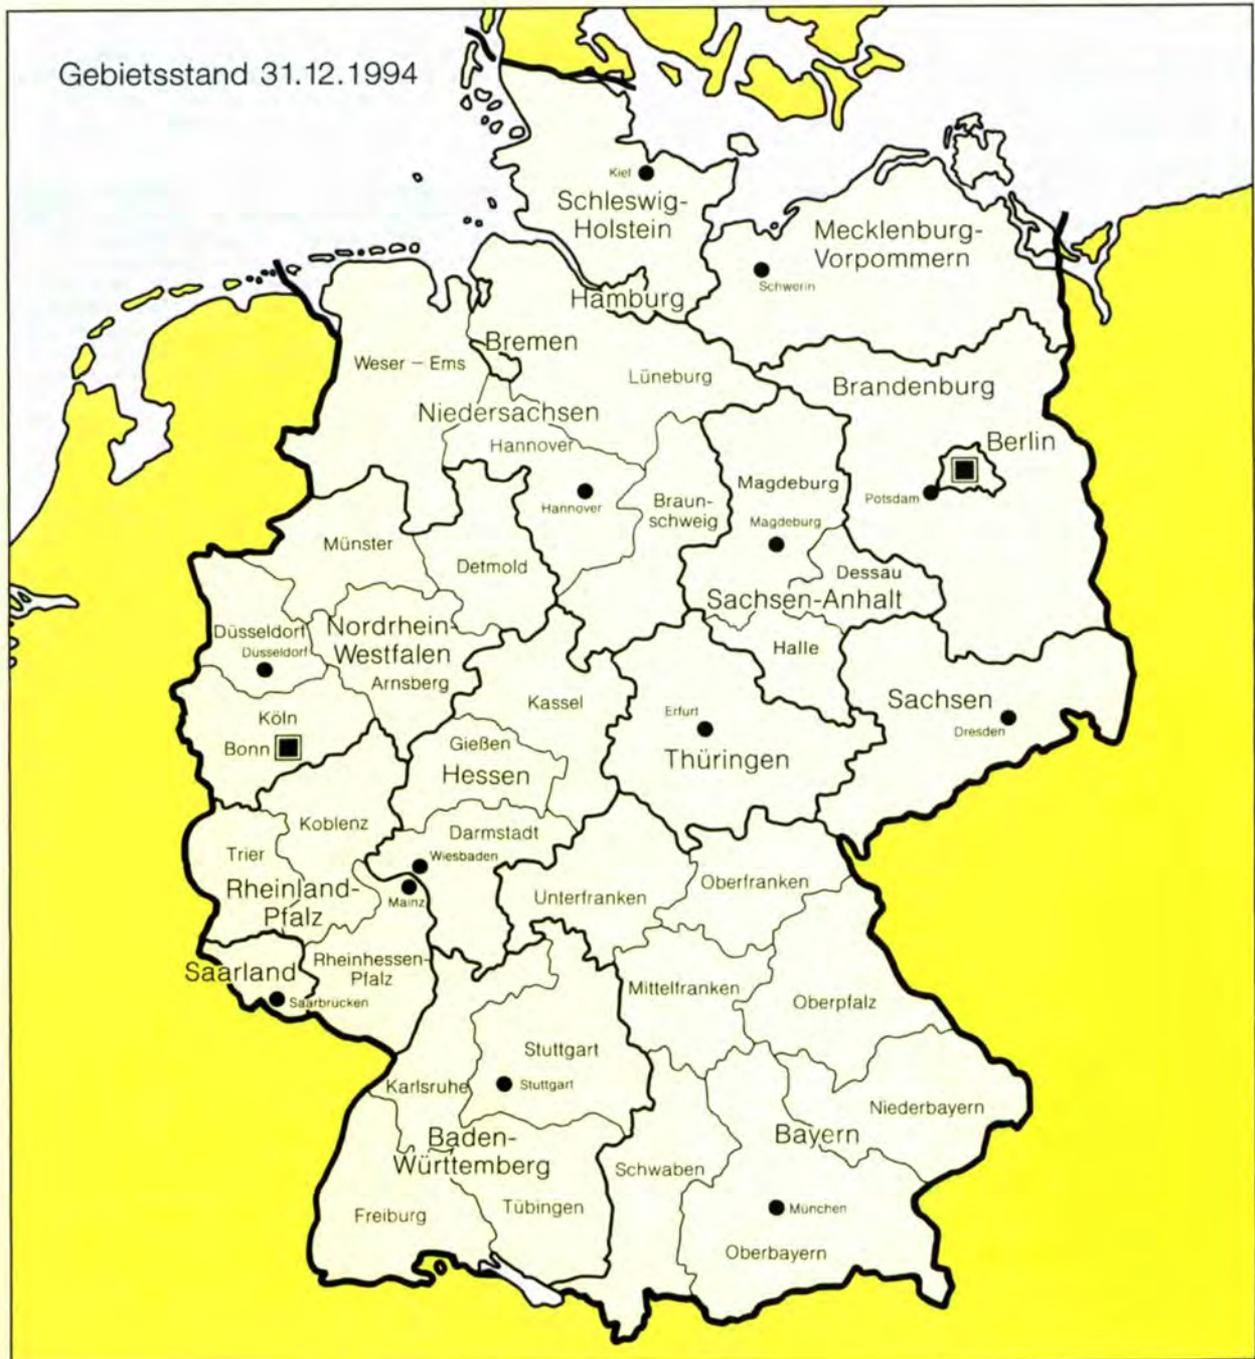 Gebietsstand 31.12.1994
Kiel
Schleswig-
Holstein
Mecklenburg-
Vorpommern
Schwerin
Hamburg
Bremen
Weser – Ems
Lüneburg
Brandenburg
Niedersachsen
Hannover
Berlin
Magdeburg
Potsdam
Hannover
Braun-
schweig
Magdeburg
Münster
Detmold
Dessau
Sachsen-Anhalt
Düsseldorf
Düsseldorf
Nordrhein-
Westfalen
Halle
Arnsberg
Kassel
Sachsen
Köln
Erfurt
Dresden
Bonn
Gießen
Hessen
Thüringen
Koblenz
Darmstadt
Trier
Wiesbaden
Rheinland-
Pfalz
Mainz
Unterfranken
Oberfranken
Saarland
Rheinhessen-
Pfalz
Saarbrücken
Mittelfranken
Oberpfalz
Stuttgart
Karlsruhe
Stuttgart
Niederbayern
Baden-
Württemberg
Bayern
Schwaben
Freiburg
Tübingen
München
Oberbayern